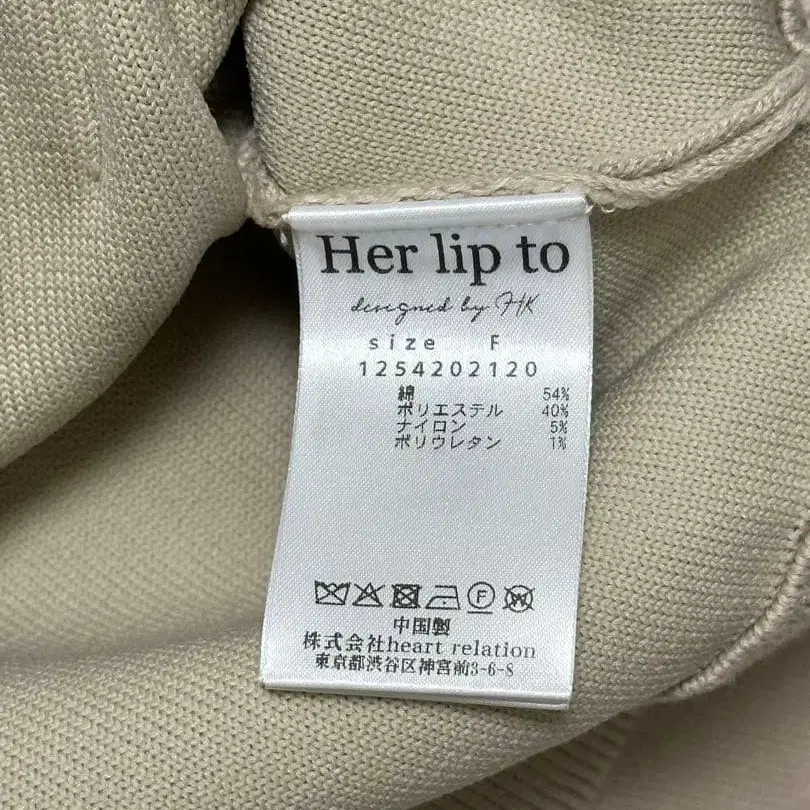 Her lip to
designed by HK
size F
1254202120
綿 54%
ポリエステル 40%
ナイロン 5%
ポリウレタン 1%
F W
中国製
株式会社heart relation
東京都渋谷区神宮前3-6-8